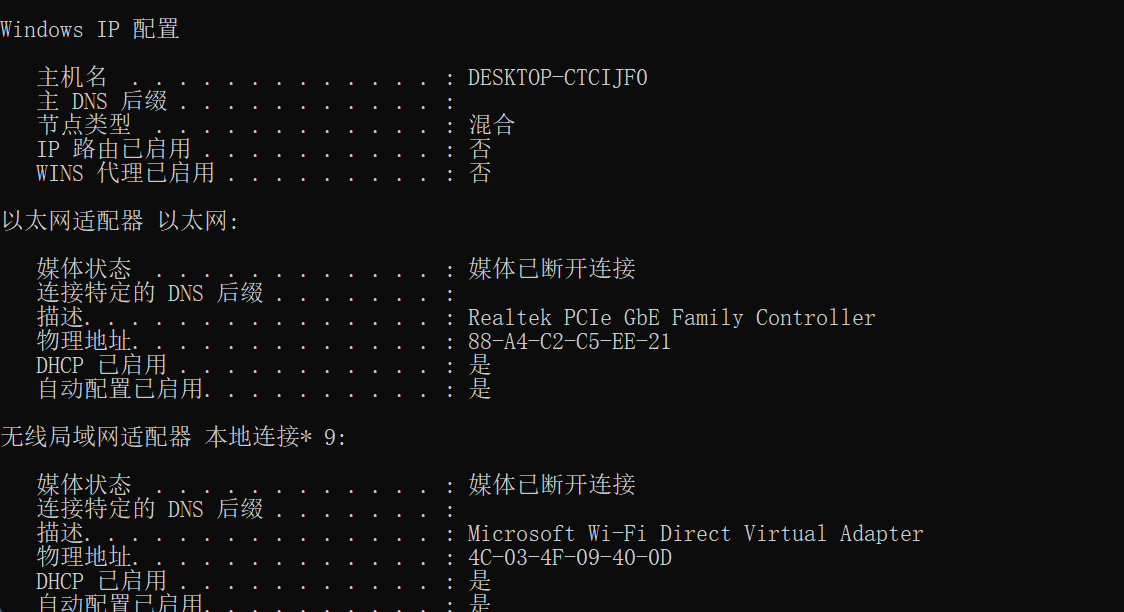 Windows IP 配置
主机名 . . . . . . . . . . . . . : DESKTOP-CTCIJF0
主 DNS 后缀 . . . . . . . . . . . :
节点类型 . . . . . . . . . . . . : 混合
IP 路由已启用 . . . . . . . . . . : 否
WINS 代理已启用 . . . . . . . . . : 否
以太网适配器 以太网:
媒体状态 . . . . . . . . . . . . : 媒体已断开连接
连接特定的 DNS 后缀 . . . . . . . :
描述. . . . . . . . . . . . . . . : Realtek PCIe GbE Family Controller
物理地址. . . . . . . . . . . . . : 88-A4-C2-C5-EE-21
DHCP 已启用 . . . . . . . . . . . : 是
自动配置已启用. . . . . . . . . . : 是
无线局域网适配器 本地连接* 9:
媒体状态 . . . . . . . . . . . . : 媒体已断开连接
连接特定的 DNS 后缀 . . . . . . . :
描述. . . . . . . . . . . . . . . : Microsoft Wi-Fi Direct Virtual Adapter
物理地址. . . . . . . . . . . . . : 4C-03-4F-09-40-0D
DHCP 已启用 . . . . . . . . . . . : 是
自动配置已启用. . . . . . . . . . : 是